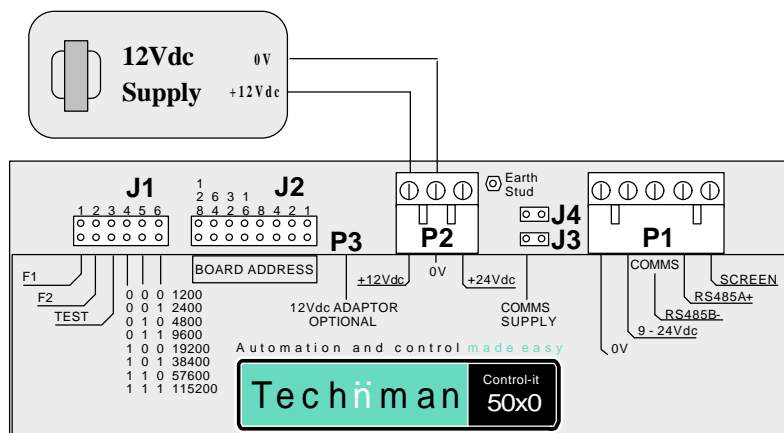 12Vdc 0V
Supply +12Vdc
J1 J2 Earth Stud
1
2 6 3 1
1 2 3 4 5 6 8 4 2 6 8 4 2 1
J4
P3 P2 J3 P1
F1 BOARD ADDRESS +12Vdc 0V +24Vdc COMMS SCREEN
F2 RS485A+
TEST 12Vdc ADAPTOR COMMS RS485B-
OPTIONAL SUPPLY 9 - 24Vdc
0V
0 0 0 1200
0 0 1 2400
0 1 0 4800
0 1 1 9600
1 0 0 19200
1 0 1 38400
1 1 0 57600
1 1 1 115200
Automation and control made easy
Techn̈man Control-it
50x0